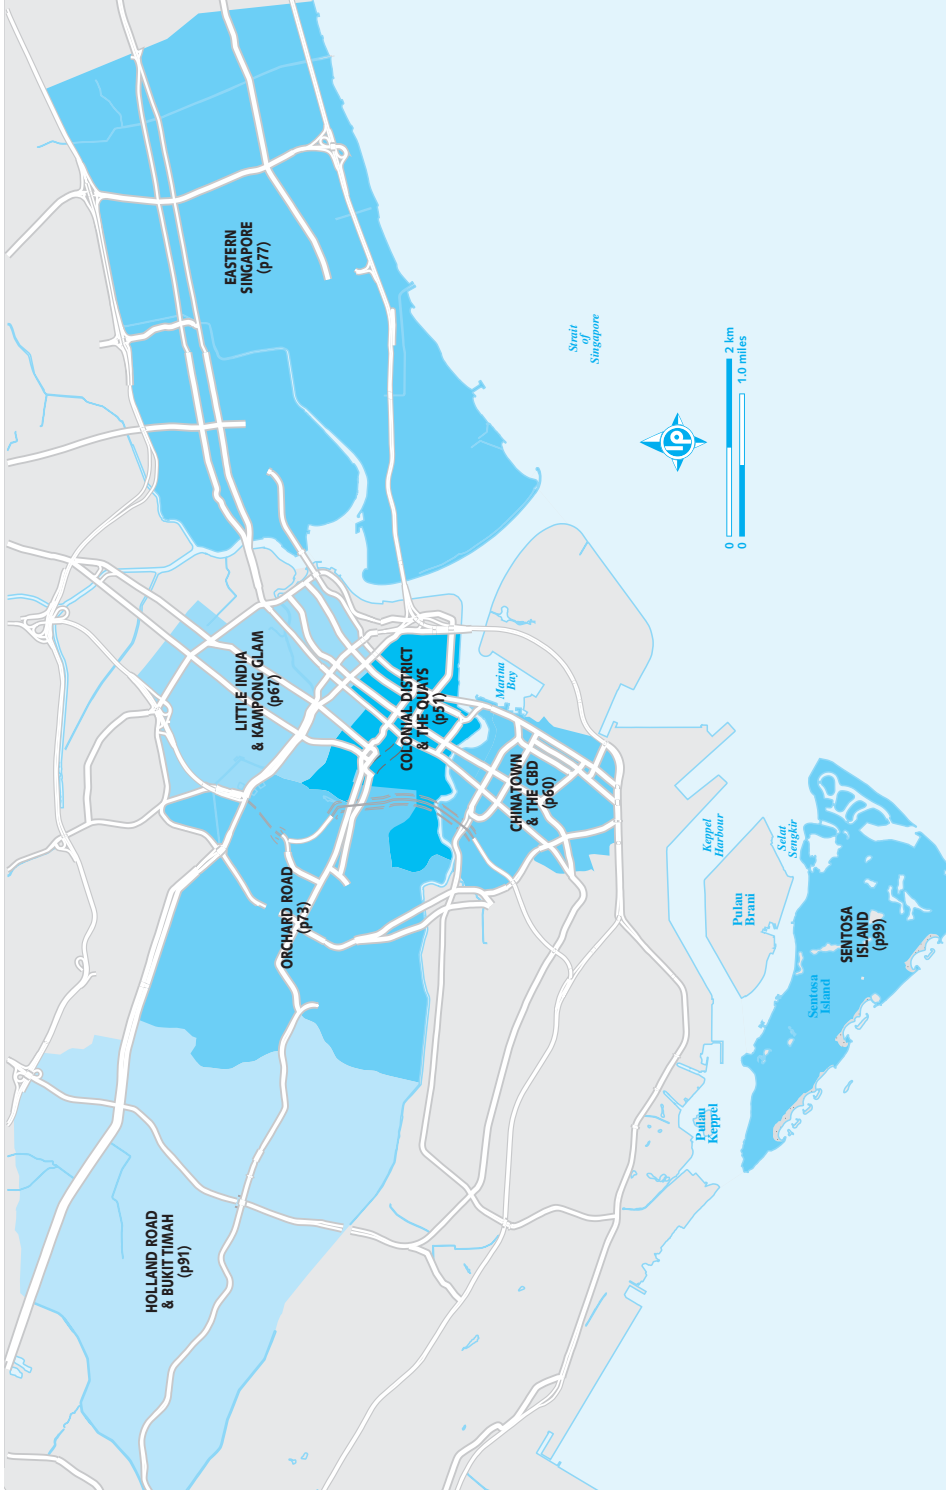 HOLLAND ROAD
& BUKIT TIMAH
(p91)
ORCHARD ROAD
(p73)
LITTLE INDIA
& KAMPONG GLAM
(p67)
EASTERN
SINGAPORE
(p77)
COLONIAL DISTRICT
& THE QUAYS
(p51)
CHINATOWN
& THE CBD
(p60)
Marina
Bay
Strait
of
Singapore
lp
0
2 km
0
1.0 miles
Keppel
Harbour
Selat
Sengkir
Pulau
Brani
Pulau
Keppel
Sentosa
Island
SENTOSA
ISLAND
(p99)